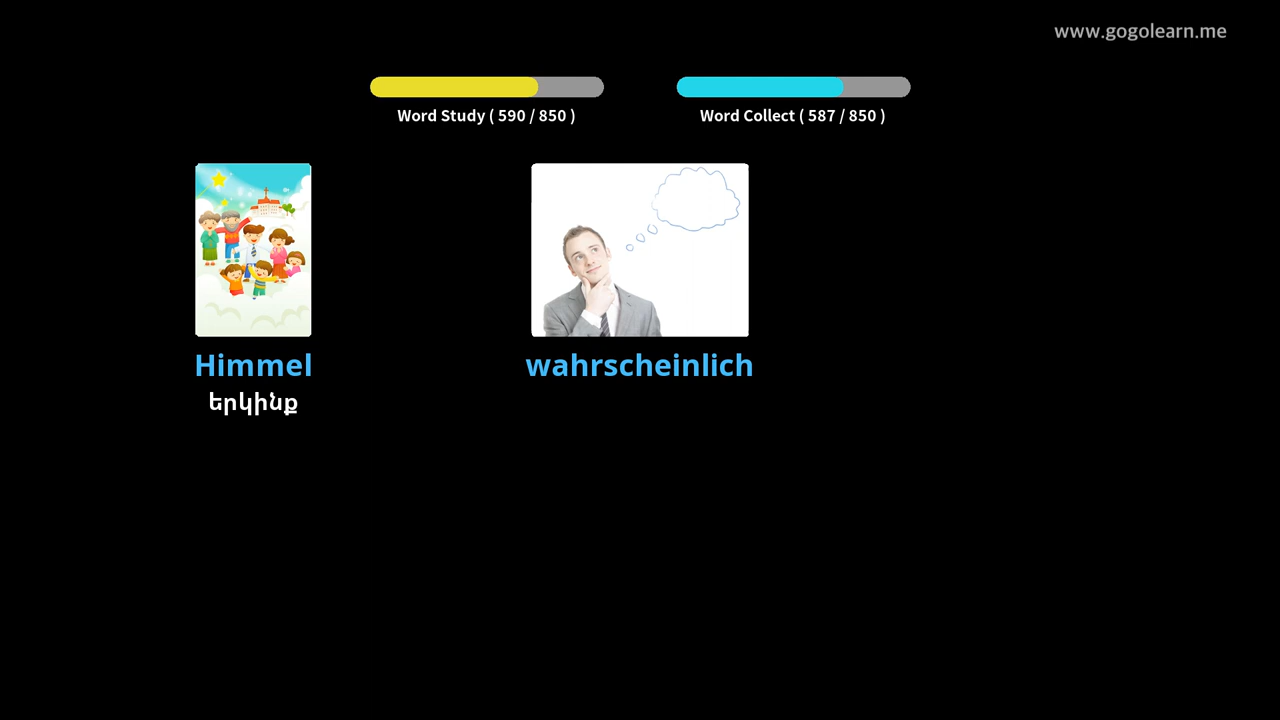 www.gogolearn.me
Word Study ( 590 / 850 )
Word Collect ( 587 / 850 )
Himmel
երկինք
wahrscheinlich